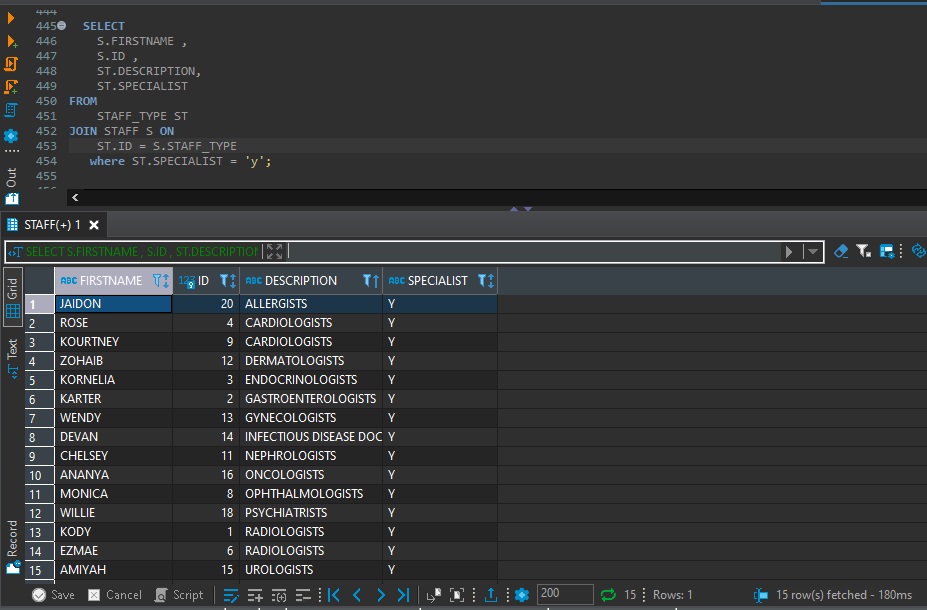 444
445 SELECT
446 S.FIRSTNAME ,
447 S.ID ,
448 ST.DESCRIPTION,
449 ST.SPECIALIST
450 FROM
451 STAFF_TYPE ST
452 JOIN STAFF S ON
453 ST.ID = S.STAFF_TYPE
454 where ST.SPECIALIST = 'y';
455
Out
STAFF(+) 1
SELECT S.FIRSTNAME , S.ID , ST.DESCRIPTION
Grid
Text
Record
ABC FIRSTNAME 123 ID ABC DESCRIPTION ABC SPECIALIST
1 JAIDON 20 ALLERGISTS Y
2 ROSE 4 CARDIOLOGISTS Y
3 KOURTNEY 9 CARDIOLOGISTS Y
4 ZOHAIB 12 DERMATOLOGISTS Y
5 KORNELIA 3 ENDOCRINOLOGISTS Y
6 KARTER 2 GASTROENTEROLOGISTS Y
7 WENDY 13 GYNECOLOGISTS Y
8 DEVAN 14 INFECTIOUS DISEASE DOC Y
9 CHELSEY 11 NEPHROLOGISTS Y
10 ANANYA 16 ONCOLOGISTS Y
11 MONICA 8 OPHTHALMOLOGISTS Y
12 WILLIE 18 PSYCHIATRISTS Y
13 KODY 1 RADIOLOGISTS Y
14 EZMAE 6 RADIOLOGISTS Y
15 AMIYAH 15 UROLOGISTS Y
Save Cancel Script 200 15 Rows: 1 15 row(s) fetched - 180ms